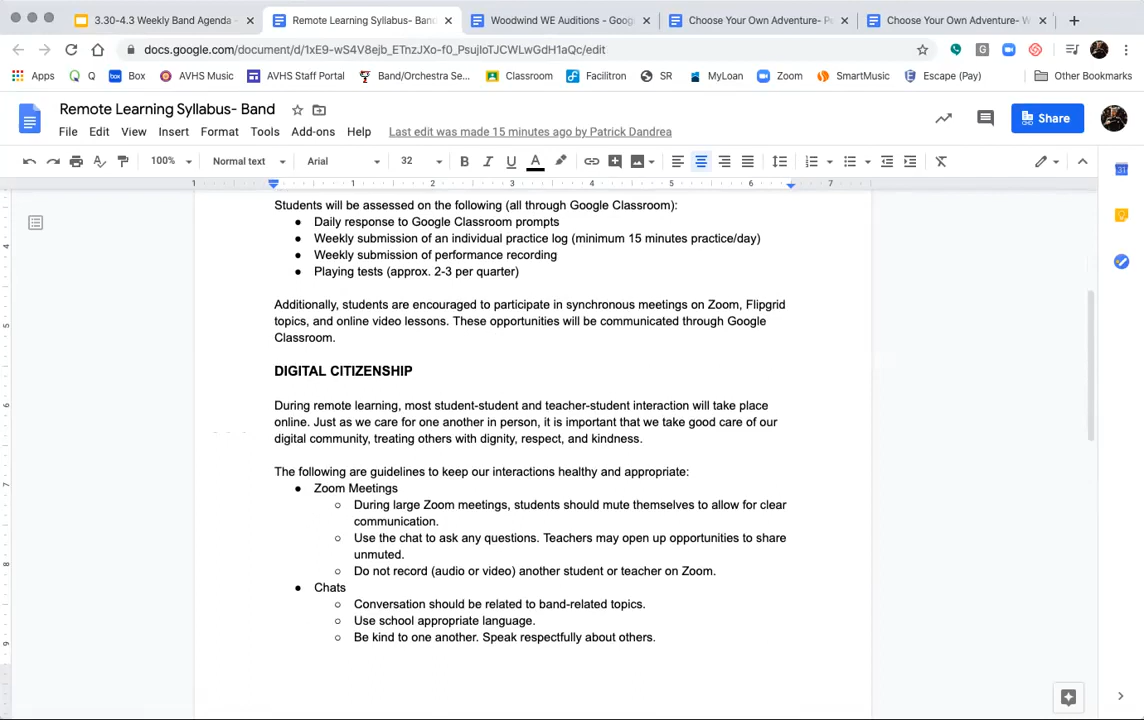 3.30-4.3 Weekly Band Agenda -
Remote Learning Syllabus- Band
Woodwind WE Auditions - Goog
Choose Your Own Adventure- P
Choose Your Own Adventure- W
docs.google.com/document/d/1xE9-wS4V8ejb_EThzJXo-f0_PsujIoTJCWLwGdH1aQc/edit
Apps Q Box AVHS Music AVHS Staff Portal Band/Orchestra Se... Classroom Facilitron SR MyLoan Zoom SmartMusic Escape (Pay) Other Bookmarks
Remote Learning Syllabus- Band
File Edit View Insert Format Tools Add-ons Help Last edit was made 15 minutes ago by Patrick Dandrea
Share
100% Normal text Arial 32 B I U A
1 1 2 3 4 5 6 7
Students will be assessed on the following (all through Google Classroom):
● Daily response to Google Classroom prompts
● Weekly submission of an individual practice log (minimum 15 minutes practice/day)
● Weekly submission of performance recording
● Playing tests (approx. 2-3 per quarter)
Additionally, students are encouraged to participate in synchronous meetings on Zoom, Flipgrid
topics, and online video lessons. These opportunities will be communicated through Google
Classroom.
DIGITAL CITIZENSHIP
During remote learning, most student-student and teacher-student interaction will take place
online. Just as we care for one another in person, it is important that we take good care of our
digital community, treating others with dignity, respect, and kindness.
The following are guidelines to keep our interactions healthy and appropriate:
● Zoom Meetings
○ During large Zoom meetings, students should mute themselves to allow for clear
communication.
○ Use the chat to ask any questions. Teachers may open up opportunities to share
unmuted.
○ Do not record (audio or video) another student or teacher on Zoom.
● Chats
○ Conversation should be related to band-related topics.
○ Use school appropriate language.
○ Be kind to one another. Speak respectfully about others.